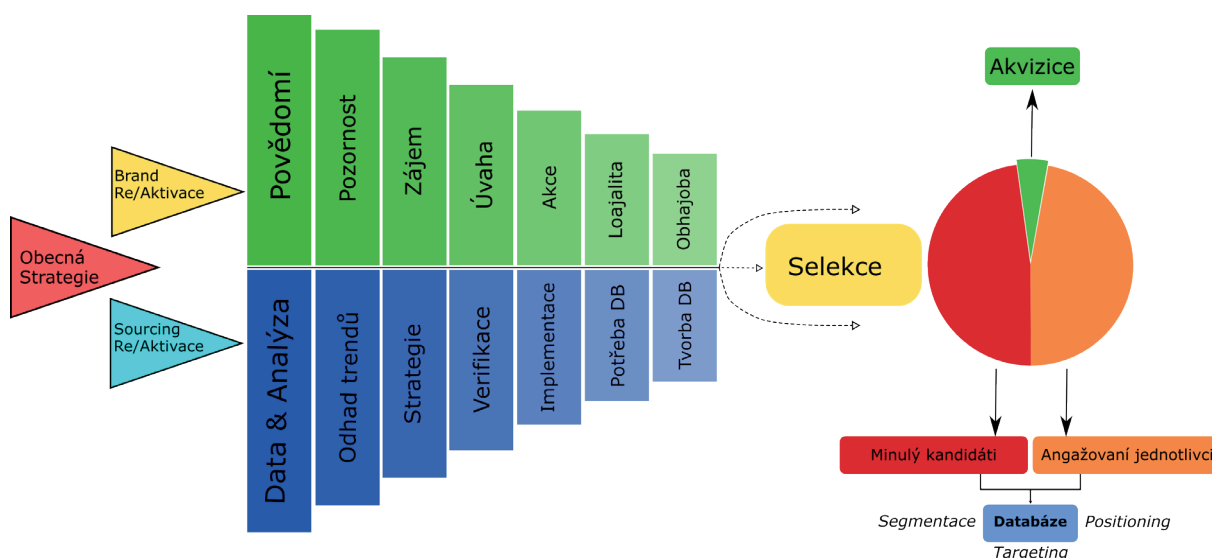 Obecná
Strategie
Brand
Re/Aktivace
Sourcing
Re/Aktivace
Povědomí
Pozornost
Zájem
Úvaha
Akce
Loajalita
Obhajoba
Data & Analýza
Odhad trendů
Strategie
Verifikace
Implementace
Potřeba DB
Tvorba DB
Selekce
Akvizice
Minulý kandidáti
Angažovaní jednotlivci
Segmentace
Databáze
Positioning
Targeting